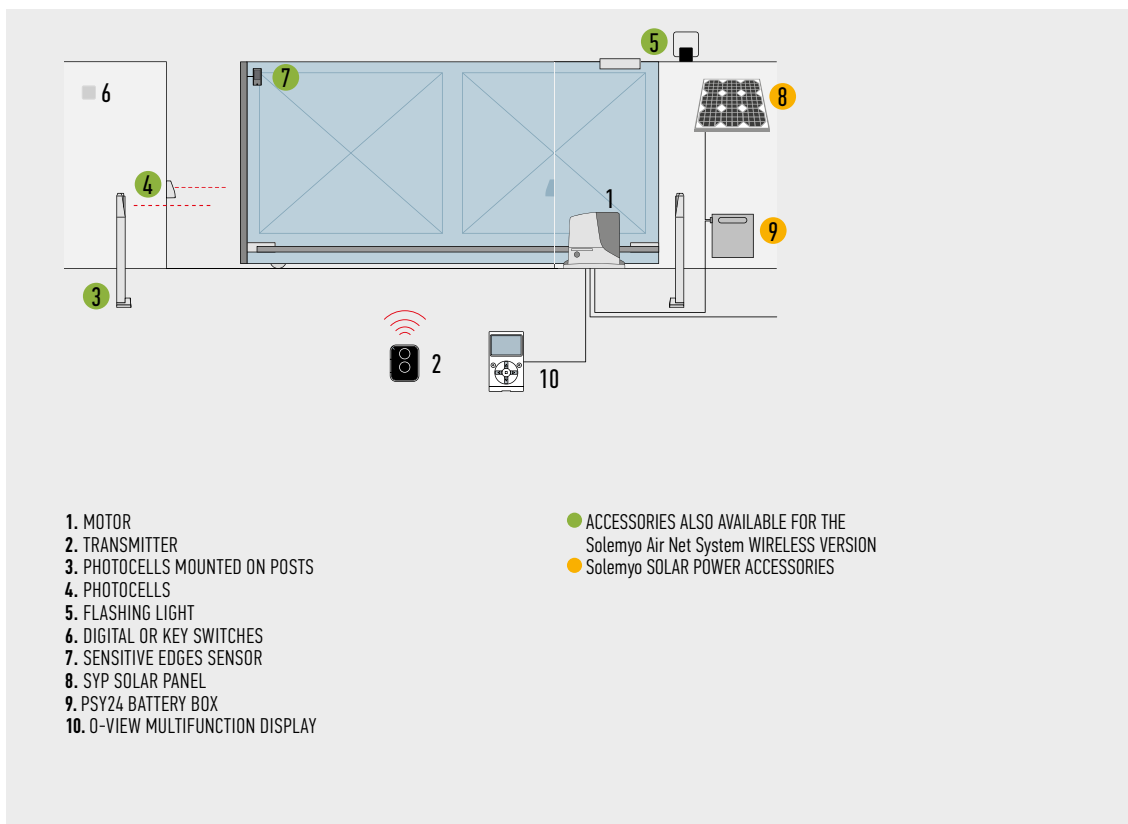 5
7
6
8
4
1
9
3
2
10
1. MOTOR
2. TRANSMITTER
3. PHOTOCELLS MOUNTED ON POSTS
4. PHOTOCELLS
5. FLASHING LIGHT
6. DIGITAL OR KEY SWITCHES
7. SENSITIVE EDGES SENSOR
8. SYP SOLAR PANEL
9. PSY24 BATTERY BOX
10. O-VIEW MULTIFUNCTION DISPLAY
ACCESSORIES ALSO AVAILABLE FOR THE
Solemyo Air Net System WIRELESS VERSION
Solemyo SOLAR POWER ACCESSORIES